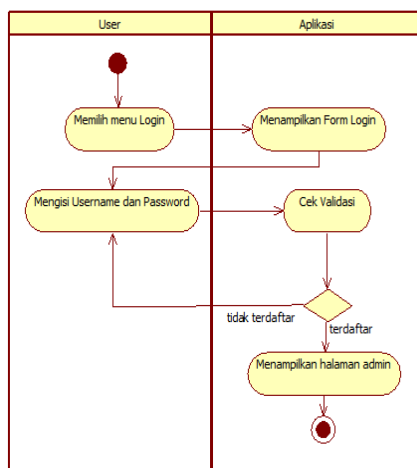 User
Aplikasi
Memilih menu Login
Menampilkan Form Login
Mengisi Username dan Password
Cek Validasi
tidak terdaftar
terdaftar
Menampilkan halaman admin